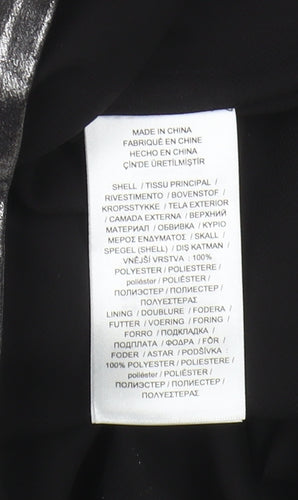 MADE IN CHINA
FABRIQUÉ EN CHINE
HECHO EN CHINA
ÇİN'DE ÜRETİLMİŞTİR
SHELL / TISSU PRINCIPAL /
RIVESTIMENTO / BOVENSTOF /
KROPSSTYKKE / TELA EXTERIOR
/ CAMADA EXTERNA / ВЕРХНИЙ
МАТЕРИАЛ / ОБВИВКА / ΚΥΡΙΟ
ΜΕΡΟΣ ΕΝΔΥΜΑΤΟΣ / SKALL /
SPEGEL (SHELL) / DIŞ KATMAN /
VNĚJŠÍ VRSTVA : 100%
POLYESTER / POLIESTERE /
poliéster / POLIÉSTER /
ПОЛИЭСТЕР / ПОЛИЕСТЕР /
ΠΟΛΥΕΣΤΕΡΑΣ
LINING / DOUBLURE / FODERA /
FUTTER / VOERING / FORING /
FORRO / ПОДКЛАДКА /
ПОДПЛАТА / ΦΟΔΡΑ / FÔR /
FODER / ASTAR / PODŠÍVKA :
100% POLYESTER / POLIESTERE /
poliéster / POLIÉSTER /
ПОЛИЭСТЕР / ПОЛИЕСТЕР /
ΠΟΛΥΕΣΤΕΡΑΣ